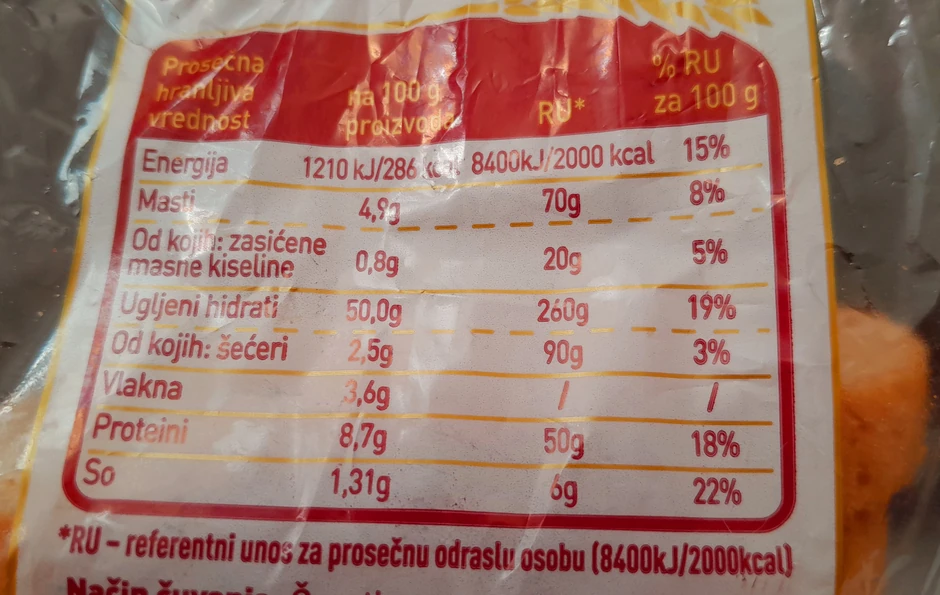 Prosečna hranljiva vrednost na 100 g proizvoda RU* % RU za 100 g
Energija 1210 kJ/286 kcal 8400kJ/2000 kcal 15%
Masti 4,9g 70g 8%
Od kojih: zasićene masne kiseline 0,8g 20g 5%
Ugljeni hidrati 50,0g 260g 19%
Od kojih: šećeri 2,5g 90g 3%
Vlakna 3,6g / /
Proteini 8,7g 50g 18%
So 1,31g 6g 22%
*RU – referentni unos za prosečnu odraslu osobu (8400kJ/2000kcal)
Način čuvanja: